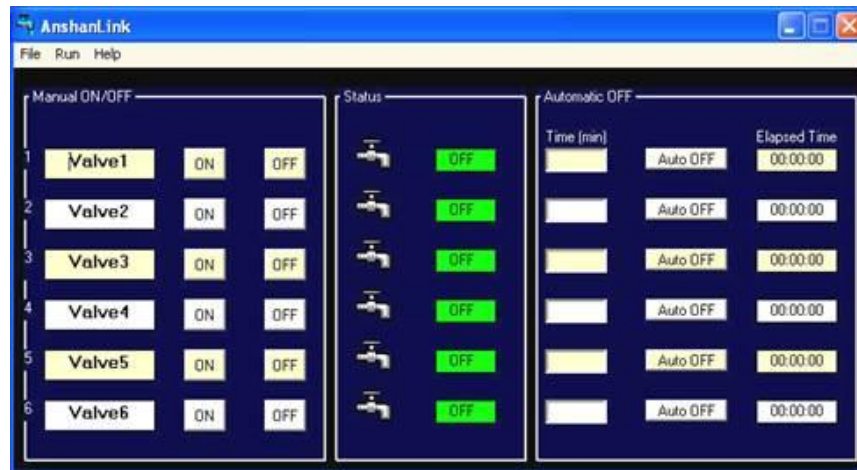 AnshanLink
File Run Help
Manual ON/OFF Status Automatic OFF
Time (min) Elapsed Time
1 Valve1 ON OFF OFF Auto OFF 00:00:00
2 Valve2 ON OFF OFF Auto OFF 00:00:00
3 Valve3 ON OFF OFF Auto OFF 00:00:00
4 Valve4 ON OFF OFF Auto OFF 00:00:00
5 Valve5 ON OFF OFF Auto OFF 00:00:00
6 Valve6 ON OFF OFF Auto OFF 00:00:00